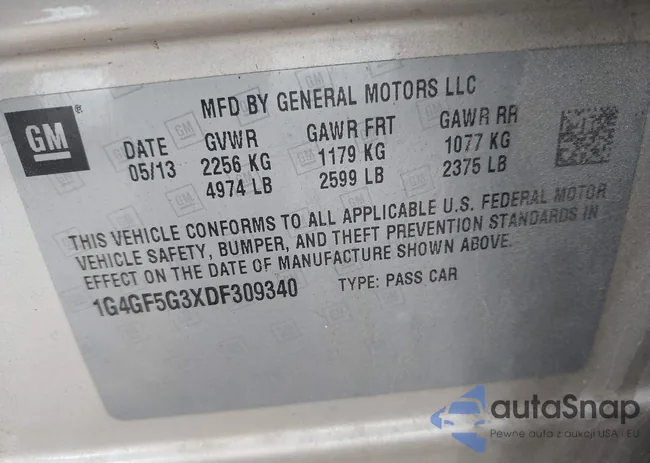 GM
MFD BY GENERAL MOTORS LLC
DATE GVWR GAWR FRT GAWR RR
05/13 2256 KG 1179 KG 1077 KG
4974 LB 2599 LB 2375 LB
THIS VEHICLE CONFORMS TO ALL APPLICABLE U.S. FEDERAL MOTOR
VEHICLE SAFETY, BUMPER, AND THEFT PREVENTION STANDARDS IN
EFFECT ON THE DATE OF MANUFACTURE SHOWN ABOVE.
1G4GF5G3XDF309340 TYPE: PASS CAR
autaSnap
Pewne auta z aukcji USA i EU